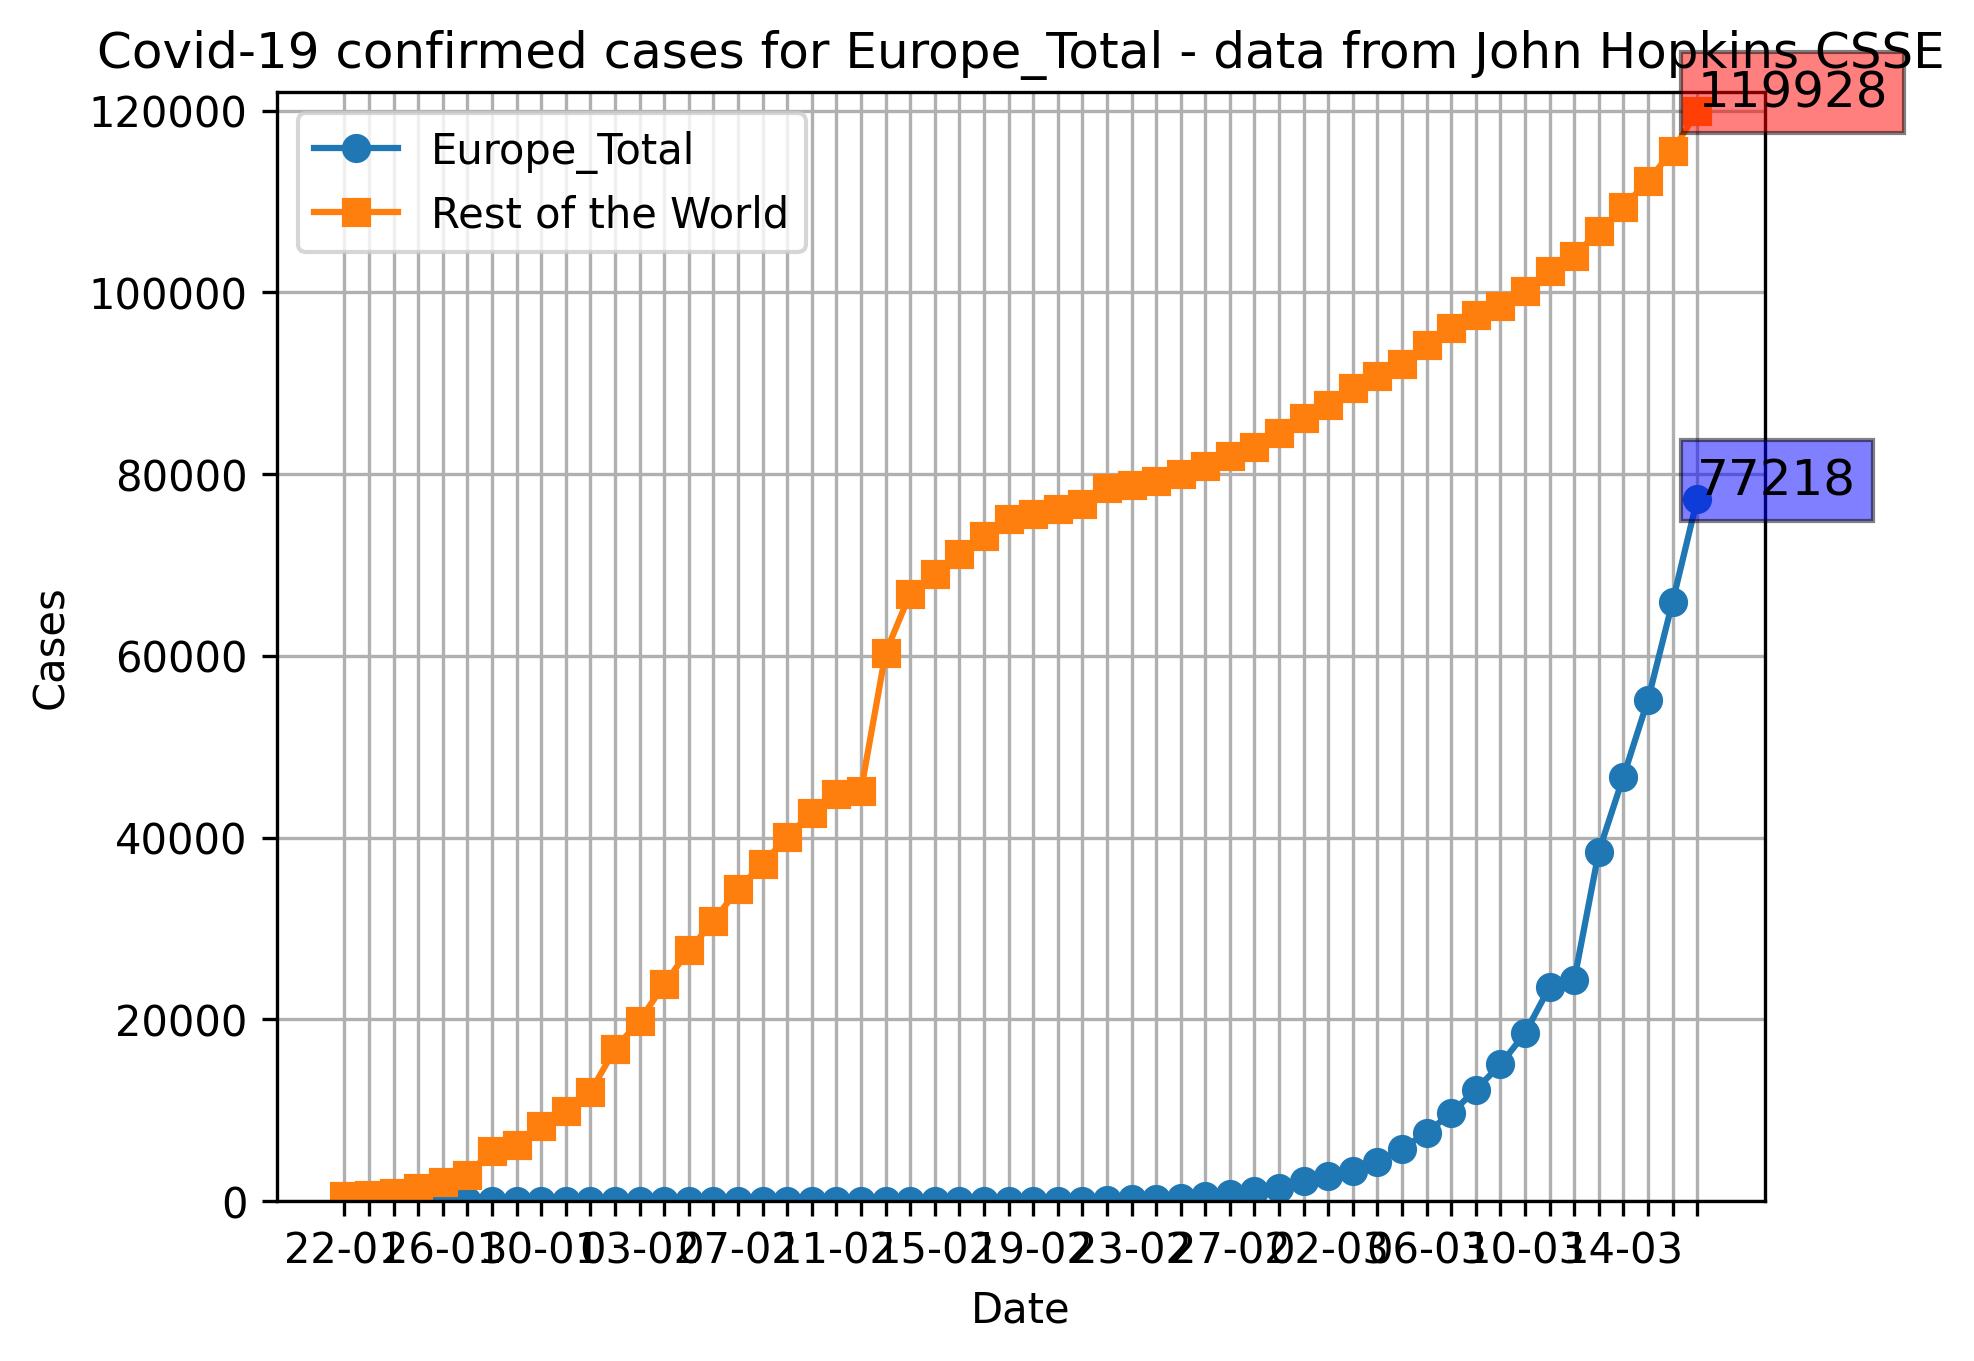 Covid-19 confirmed cases for Europe_Total - data from John Hopkins CSSE
119928
120000
Europe_Total
Rest of the World
100000
80000
77218
60000
40000
20000
0
Cases
22-01 26-01 30-01 03-02 07-02 11-02 15-02 19-02 23-02 27-02 02-03 06-03 10-03 14-03
Date